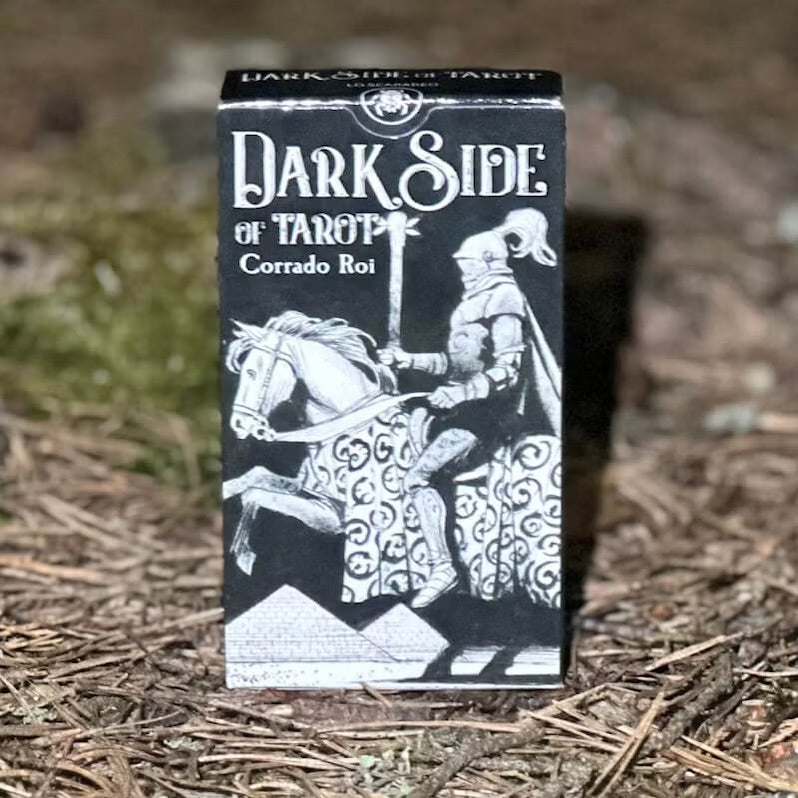 DARK SIDE OF TAROT
LO SCARABEO
DARK SIDE
OF TAROT
Corrado Roi